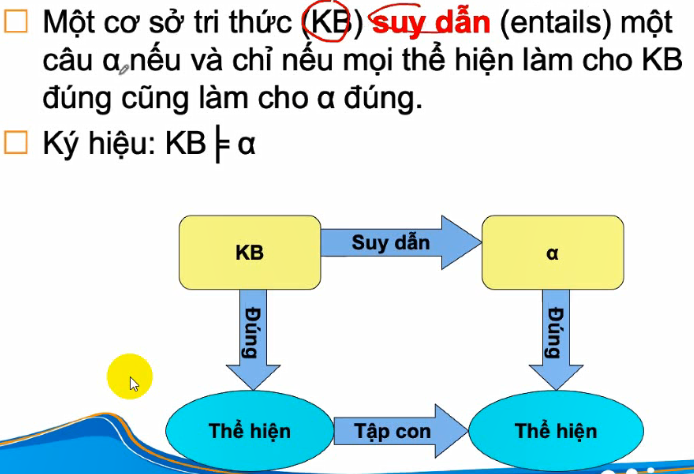 Một cơ sở tri thức (KB) suy dẫn (entails) một
câu α nếu và chỉ nếu mọi thể hiện làm cho KB
đúng cũng làm cho α đúng.
Ký hiệu: KB ⊨ α
KB
Suy dẫn
α
Đúng
Đúng
Thể hiện
Tập con
Thể hiện